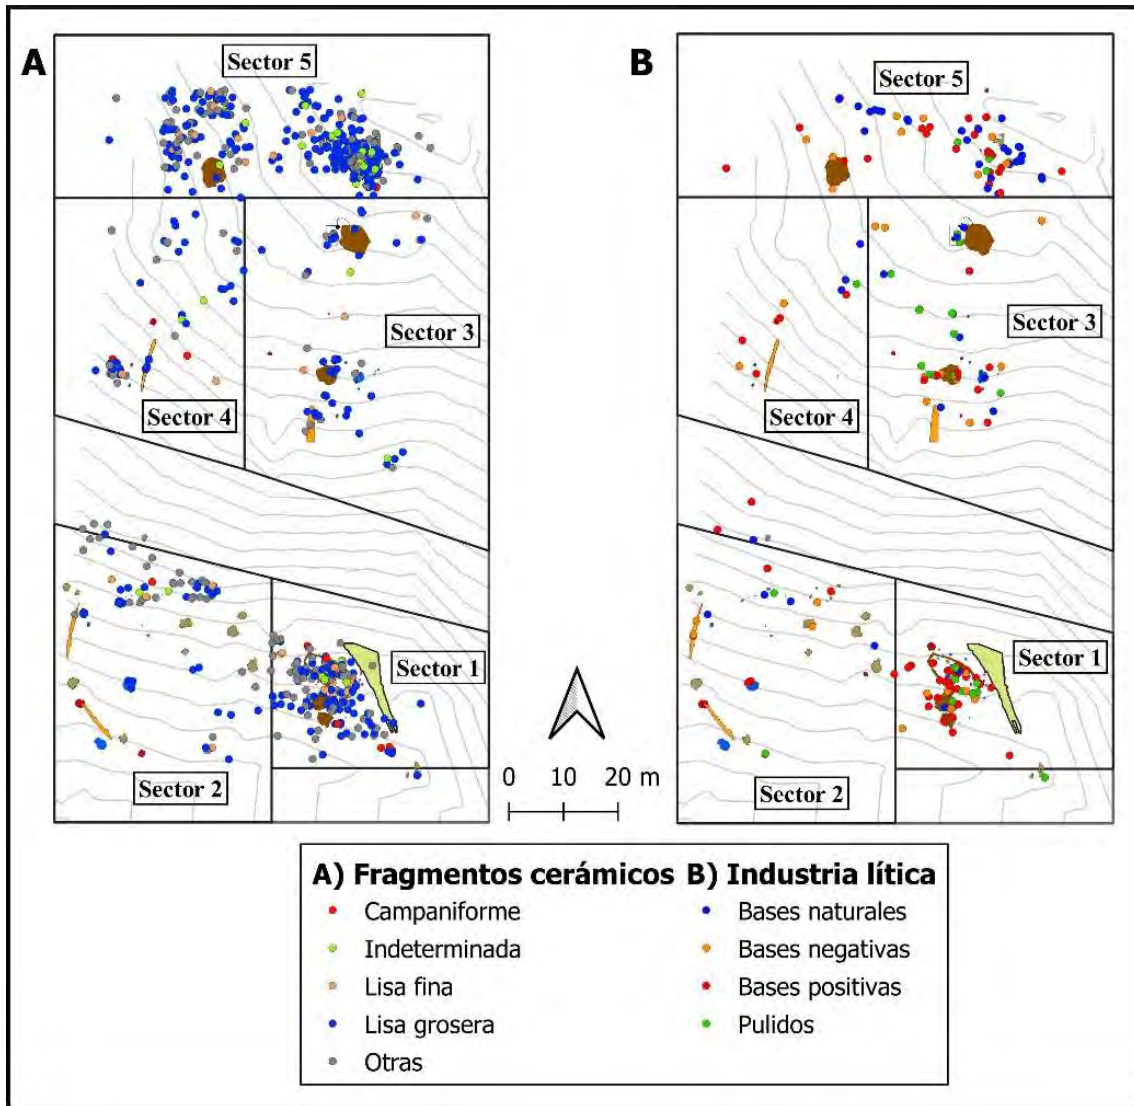 A
Sector 5
Sector 3
Sector 4
Sector 1
Sector 2
B
Sector 5
Sector 3
Sector 4
Sector 1
Sector 2
0 10 20 m
A) Fragmentos cerámicos
Campaniforme
Indeterminada
Lisa fina
Lisa grosera
Otras
B) Industria lítica
Bases naturales
Bases negativas
Bases positivas
Pulidos